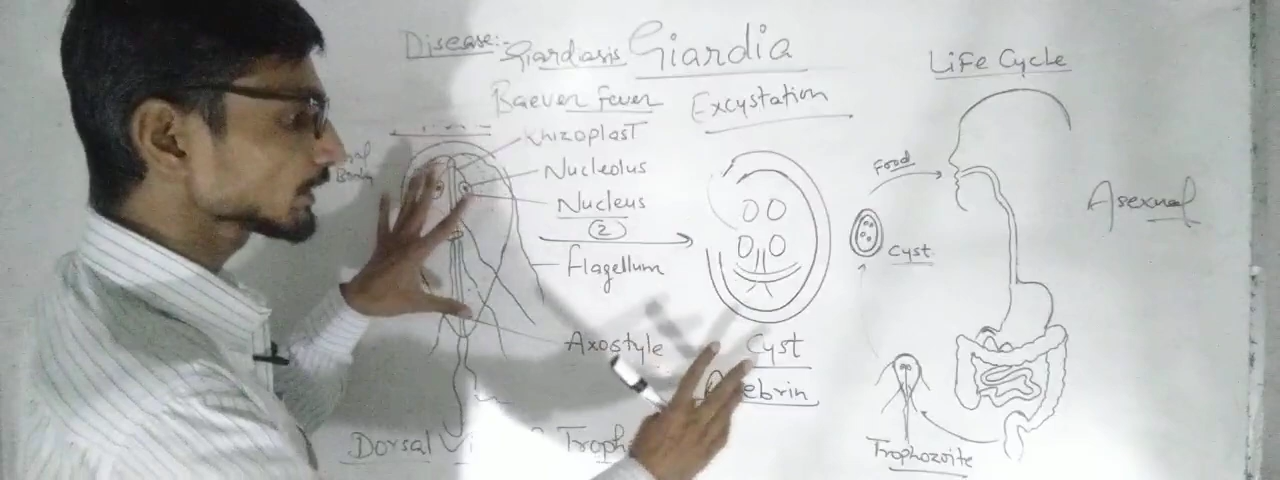 Disease:- Giardiasis Giardia
Life Cycle
Baever fever
Excystation
Rhizoplast
Nucleolus
Nucleus
2
Flagellum
Axostyle
Food
Cyst
Asexual
Cyst
Trophozoite
Dorsal